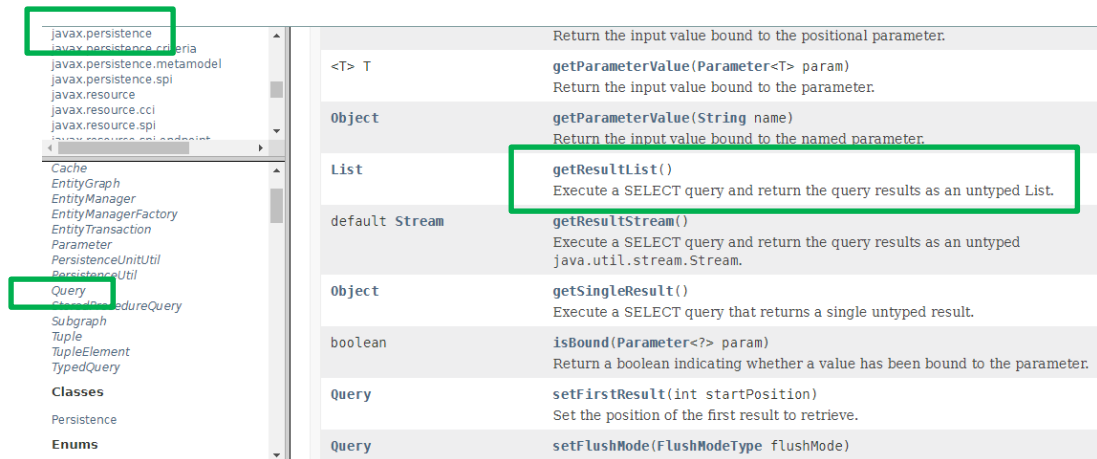 javax.persistence
javax.persistence.criteria
javax.persistence.metamodel
javax.persistence.spi
javax.resource
javax.resource.cci
javax.resource.spi
javax.resource.spi.endpoint
Cache
EntityGraph
EntityManager
EntityManagerFactory
EntityTransaction
Parameter
PersistenceUnitUtil
PersistenceUtil
Query
StoredProcedureQuery
Subgraph
Tuple
TupleElement
TypedQuery
Classes
Persistence
Enums
Return the input value bound to the positional parameter.
<T> T getParameterValue(Parameter<T> param)
Return the input value bound to the parameter.
Object getParameterValue(String name)
Return the input value bound to the named parameter.
List getResultList()
Execute a SELECT query and return the query results as an untyped List.
default Stream getResultStream()
Execute a SELECT query and return the query results as an untyped
java.util.stream.Stream.
Object getSingleResult()
Execute a SELECT query that returns a single untyped result.
boolean isBound(Parameter<?> param)
Return a boolean indicating whether a value has been bound to the parameter.
Query setFirstResult(int startPosition)
Set the position of the first result to retrieve.
Query setFlushMode(FlushModeType flushMode)